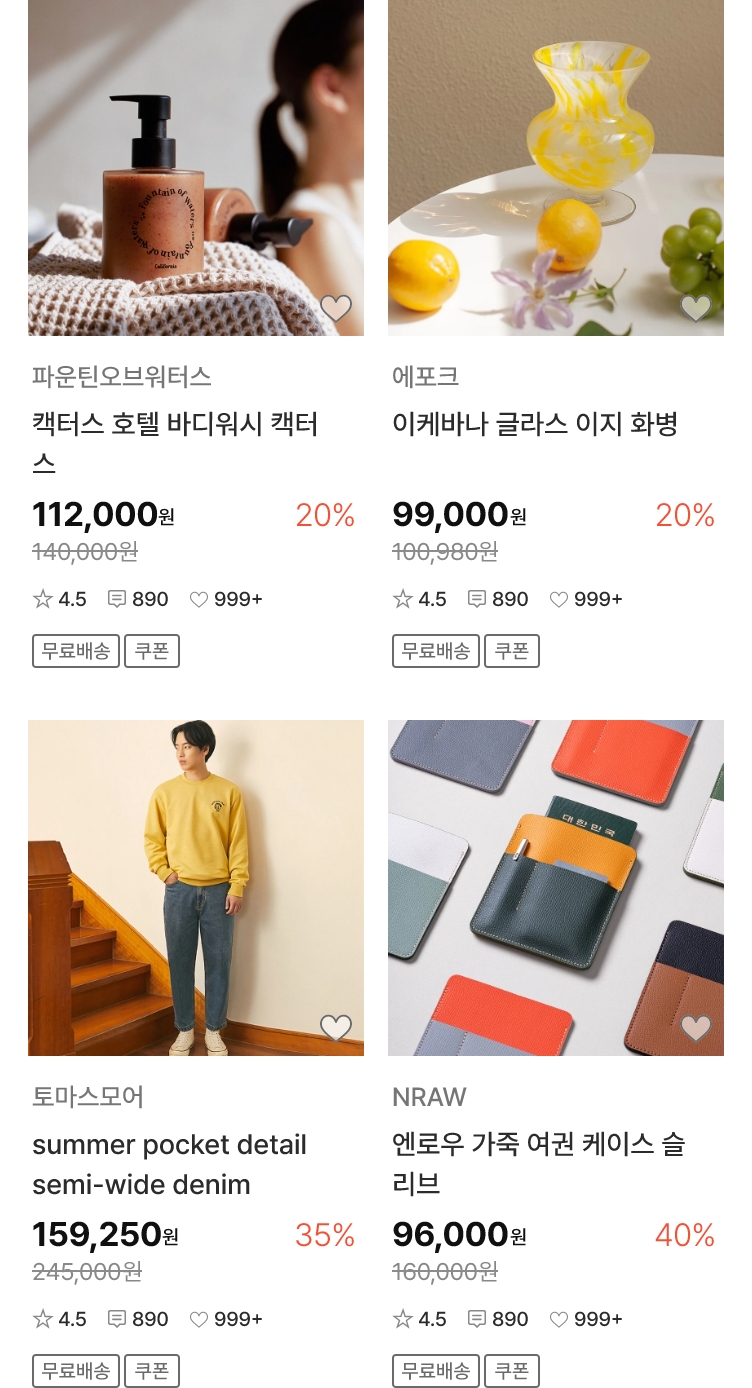 Fountain of Waters
Fountain of Waters
California
파운틴오브워터스
캑터스 호텔 바디워시 캑터
스
112,000원
20%
140,000원
4.5
890
999+
무료배송
쿠폰
에포크
이케바나 글라스 이지 화병
99,000원
20%
100,980원
4.5
890
999+
무료배송
쿠폰
토마스모어
summer pocket detail
semi-wide denim
159,250원
35%
245,000원
4.5
890
999+
무료배송
쿠폰
대한민국
NRAW
엔로우 가죽 여권 케이스 슬
리브
96,000원
40%
160,000원
4.5
890
999+
무료배송
쿠폰